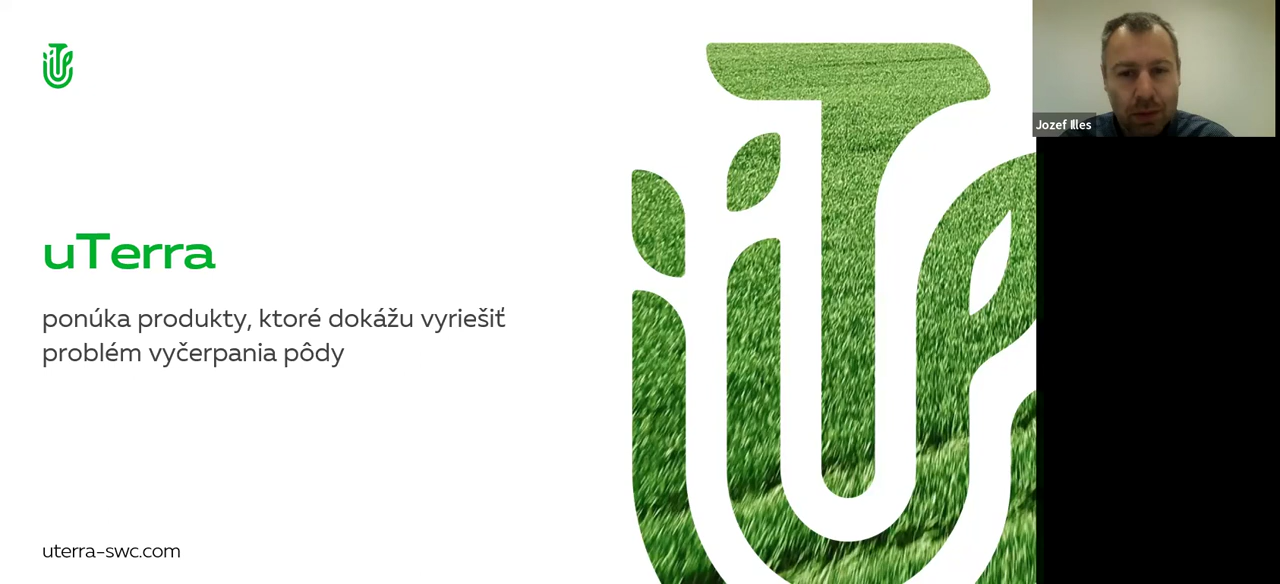 uTerra
ponúka produkty, ktoré dokážu vyriešiť
problém vyčerpania pôdy
uterra-swc.com
Jozef Illes